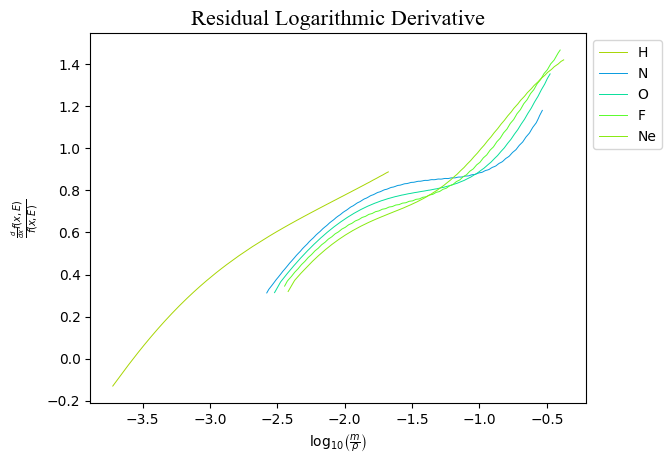 Residual Logarithmic Derivative
H
N
O
F
Ne
1.4
1.2
1.0
0.8
0.6
0.4
0.2
0.0
−0.2
d/dx f(x, E) / f(x, E)
−3.5 −3.0 −2.5 −2.0 −1.5 −1.0 −0.5
log₁₀(m/ρ)